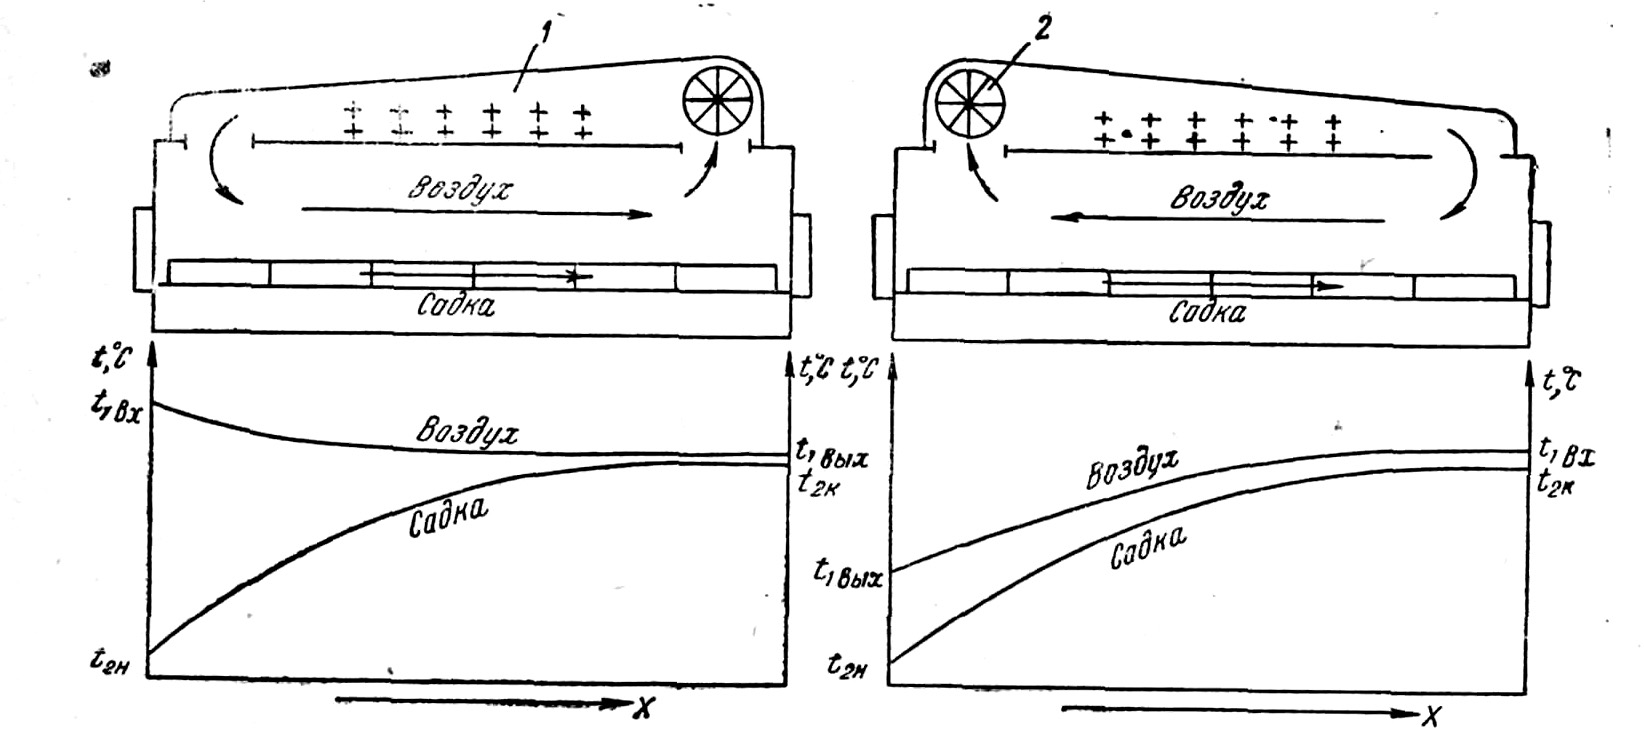 1
2
Воздух
Воздух
Садка
Садка
t,°C
t,°C
t,°C
t,°C
t₁вх
Воздух
t₁вых
t₂к
Садка
t₂н
X
Воздух
t₁вх
t₂к
Садка
t₁вых
t₂н
X